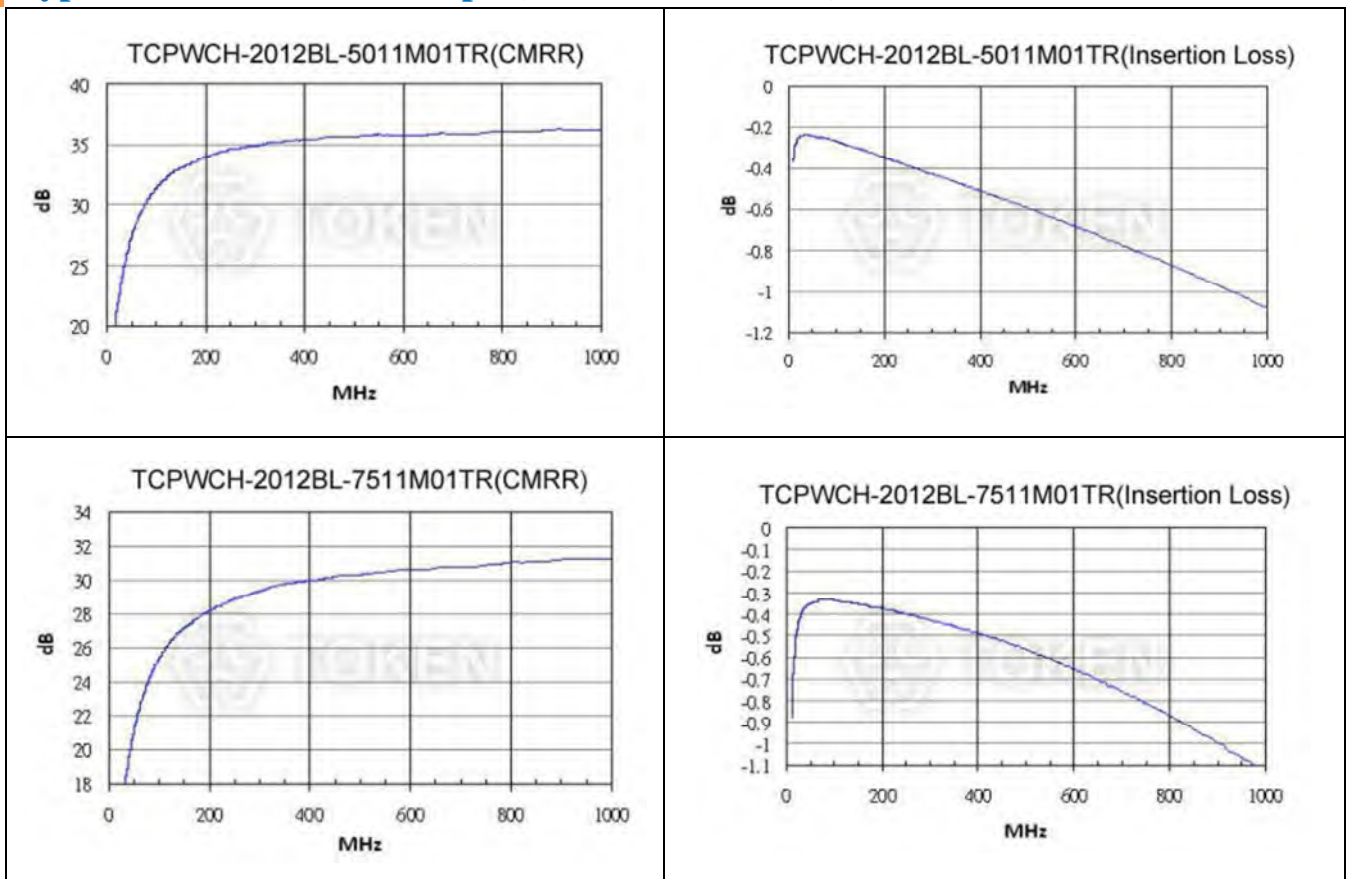 TCPWCH-2012BL-5011M01TR(CMRR)
40
35
30
25
20
dB
0 200 400 600 800 1000
MHz
TOKEN
TCPWCH-2012BL-5011M01TR(Insertion Loss)
0
-0.2
-0.4
-0.6
-0.8
-1
-1.2
dB
0 200 400 600 800 1000
MHz
TOKEN
TCPWCH-2012BL-7511M01TR(CMRR)
34
32
30
28
26
24
22
20
18
dB
0 200 400 600 800 1000
MHz
TOKEN
TCPWCH-2012BL-7511M01TR(Insertion Loss)
0
-0.1
-0.2
-0.3
-0.4
-0.5
-0.6
-0.7
-0.8
-0.9
-1
-1.1
dB
0 200 400 600 800 1000
MHz
TOKEN